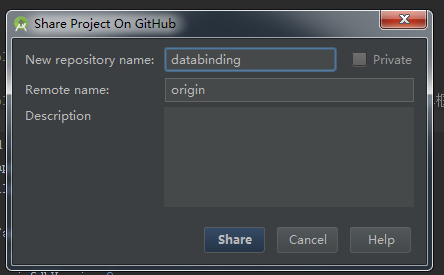 Share Project On GitHub
New repository name: databinding Private
Remote name: origin
Description
Share Cancel Help